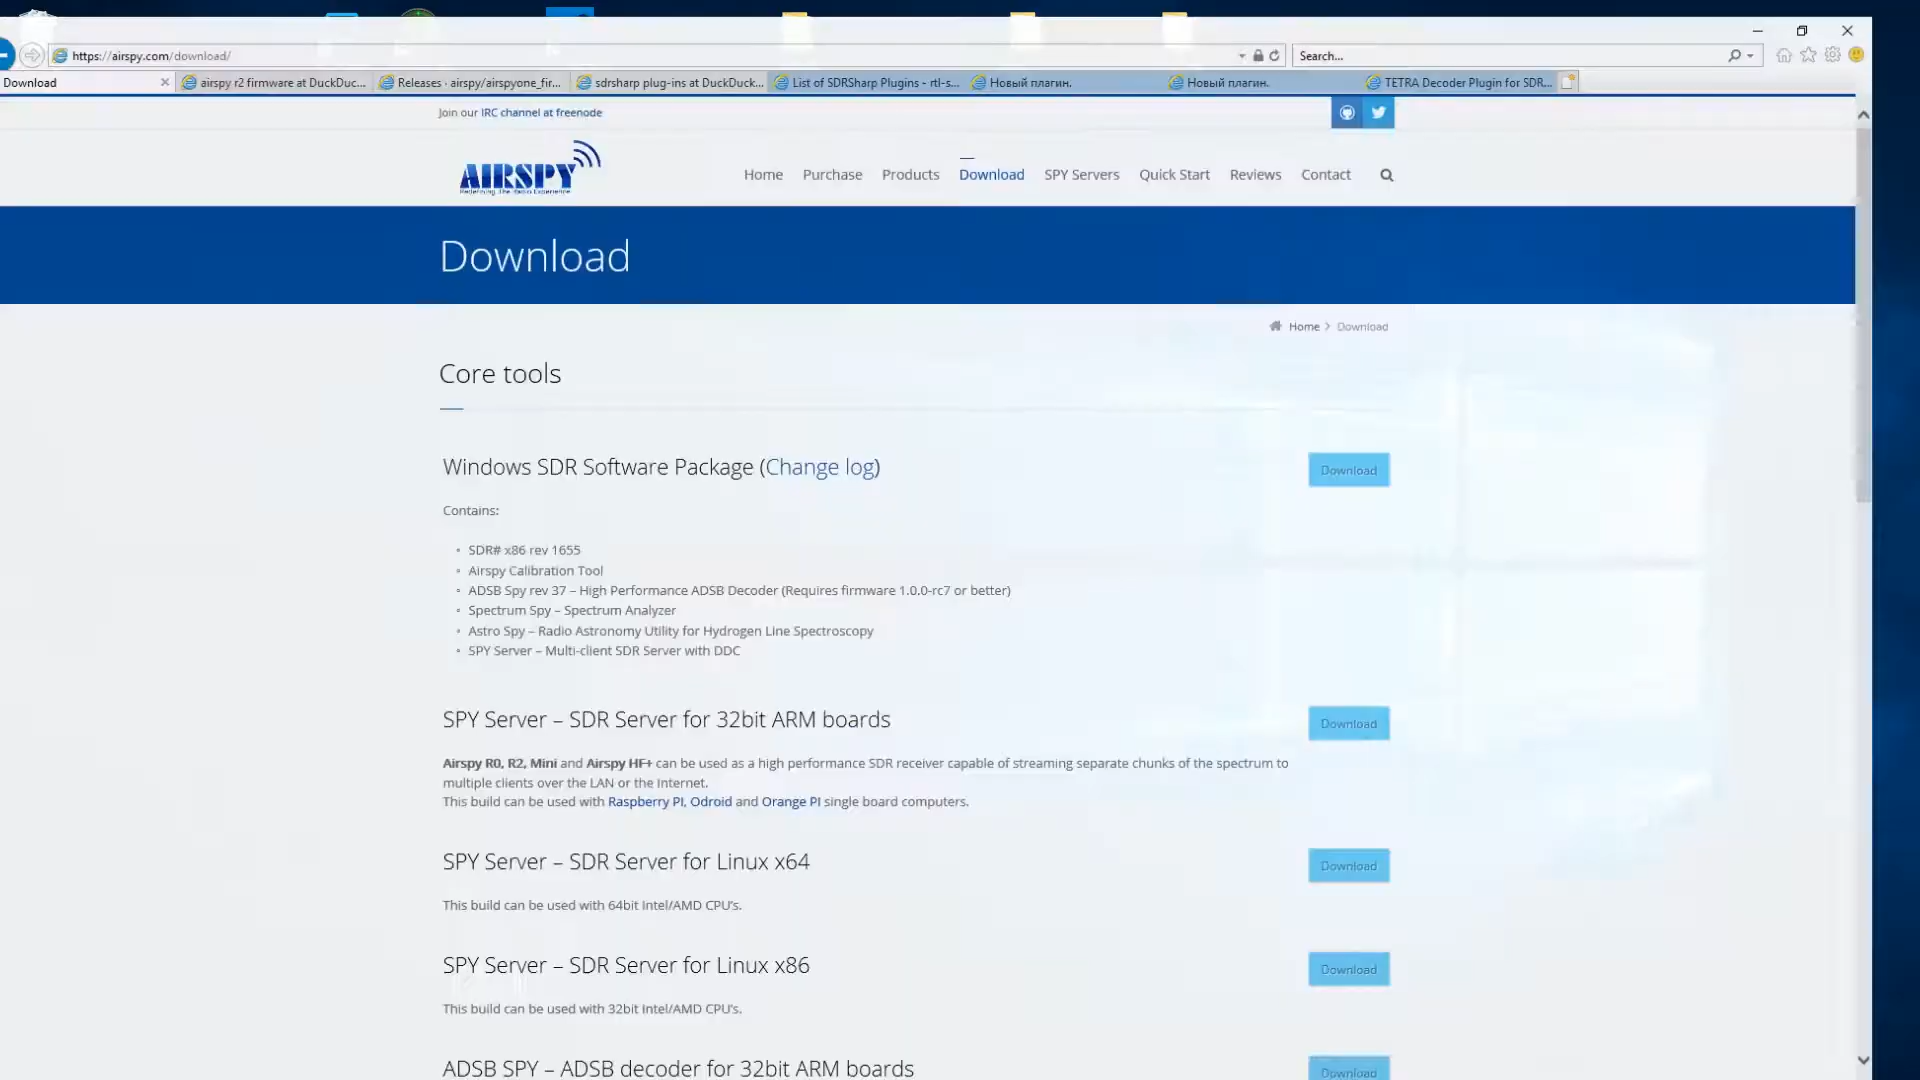 https://airspy.com/download/
Search...
Download
airspy r2 firmware at DuckDuc...
Releases · airspy/airspyone_fir...
sdrsharp plug-ins at DuckDuck...
List of SDRSharp Plugins - rtl-s...
Новый плагин.
Новый плагин.
TETRA Decoder Plugin for SDR...
Join our IRC channel at freenode
AIRSPY
Redefining The Radio Experience
Home
Purchase
Products
Download
SPY Servers
Quick Start
Reviews
Contact
Download
Home > Download
Core tools
Windows SDR Software Package (Change log)
Download
Contains:
SDR# x86 rev 1655
Airspy Calibration Tool
ADSB Spy rev 37 – High Performance ADSB Decoder (Requires firmware 1.0.0-rc7 or better)
Spectrum Spy – Spectrum Analyzer
Astro Spy – Radio Astronomy Utility for Hydrogen Line Spectroscopy
SPY Server – Multi-client SDR Server with DDC
SPY Server – SDR Server for 32bit ARM boards
Download
Airspy R0, R2, Mini and Airspy HF+ can be used as a high performance SDR receiver capable of streaming separate chunks of the spectrum to
multiple clients over the LAN or the Internet.
This build can be used with Raspberry PI, Odroid and Orange PI single board computers.
SPY Server – SDR Server for Linux x64
Download
This build can be used with 64bit Intel/AMD CPU's.
SPY Server – SDR Server for Linux x86
Download
This build can be used with 32bit Intel/AMD CPU's.
ADSB SPY – ADSB decoder for 32bit ARM boards
Download